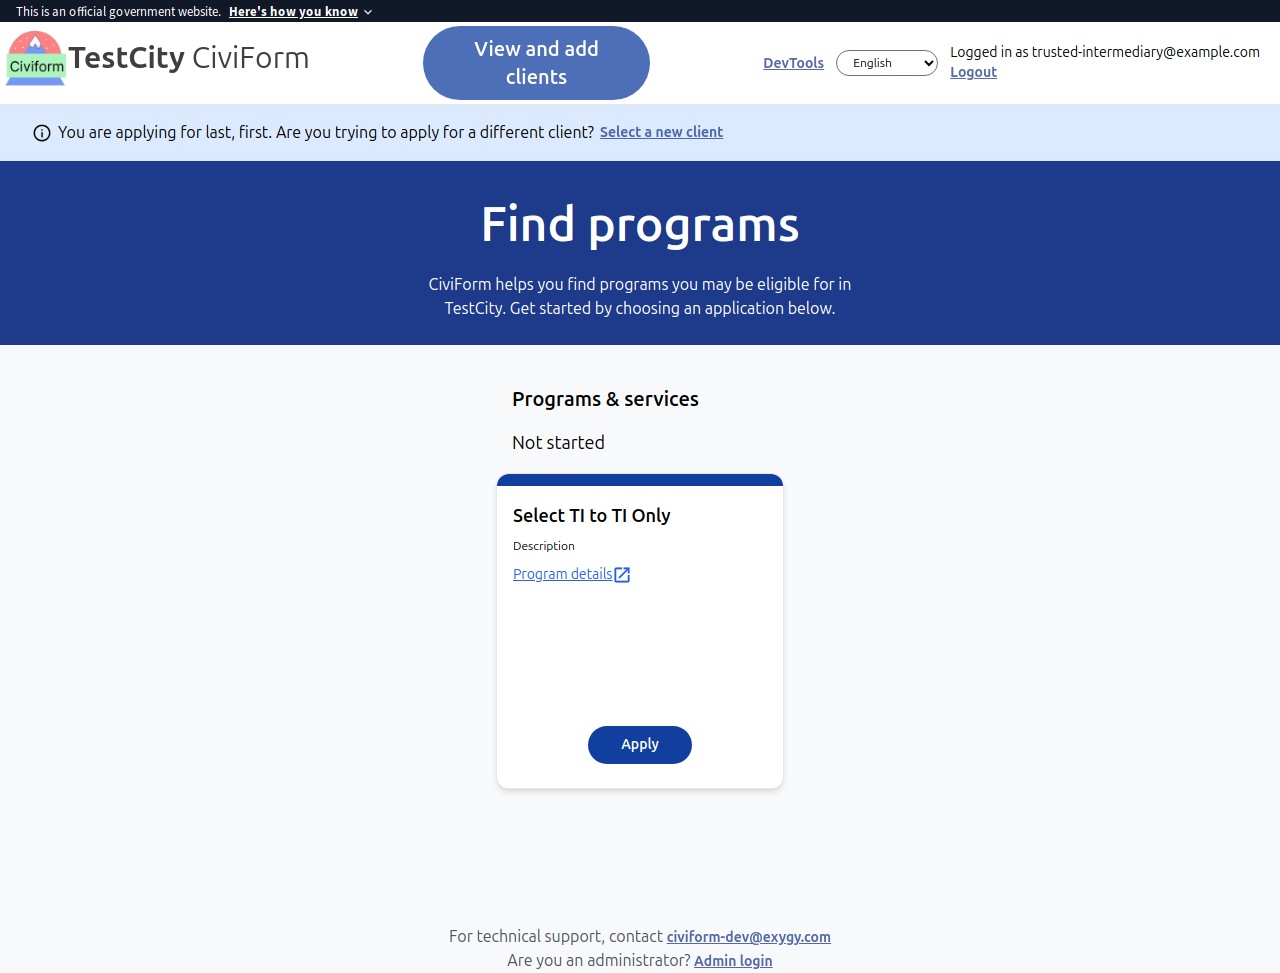 This is an official government website. Here's how you know
Civiform
TestCity CiviForm
View and add
clients
DevTools
English
Logged in as trusted-intermediary@example.com
Logout
You are applying for last, first. Are you trying to apply for a different client? Select a new client
Find programs
CiviForm helps you find programs you may be eligible for in
TestCity. Get started by choosing an application below.
Programs & services
Not started
Select TI to TI Only
Description
Program details
Apply
For technical support, contact civiform-dev@exygy.com
Are you an administrator? Admin login